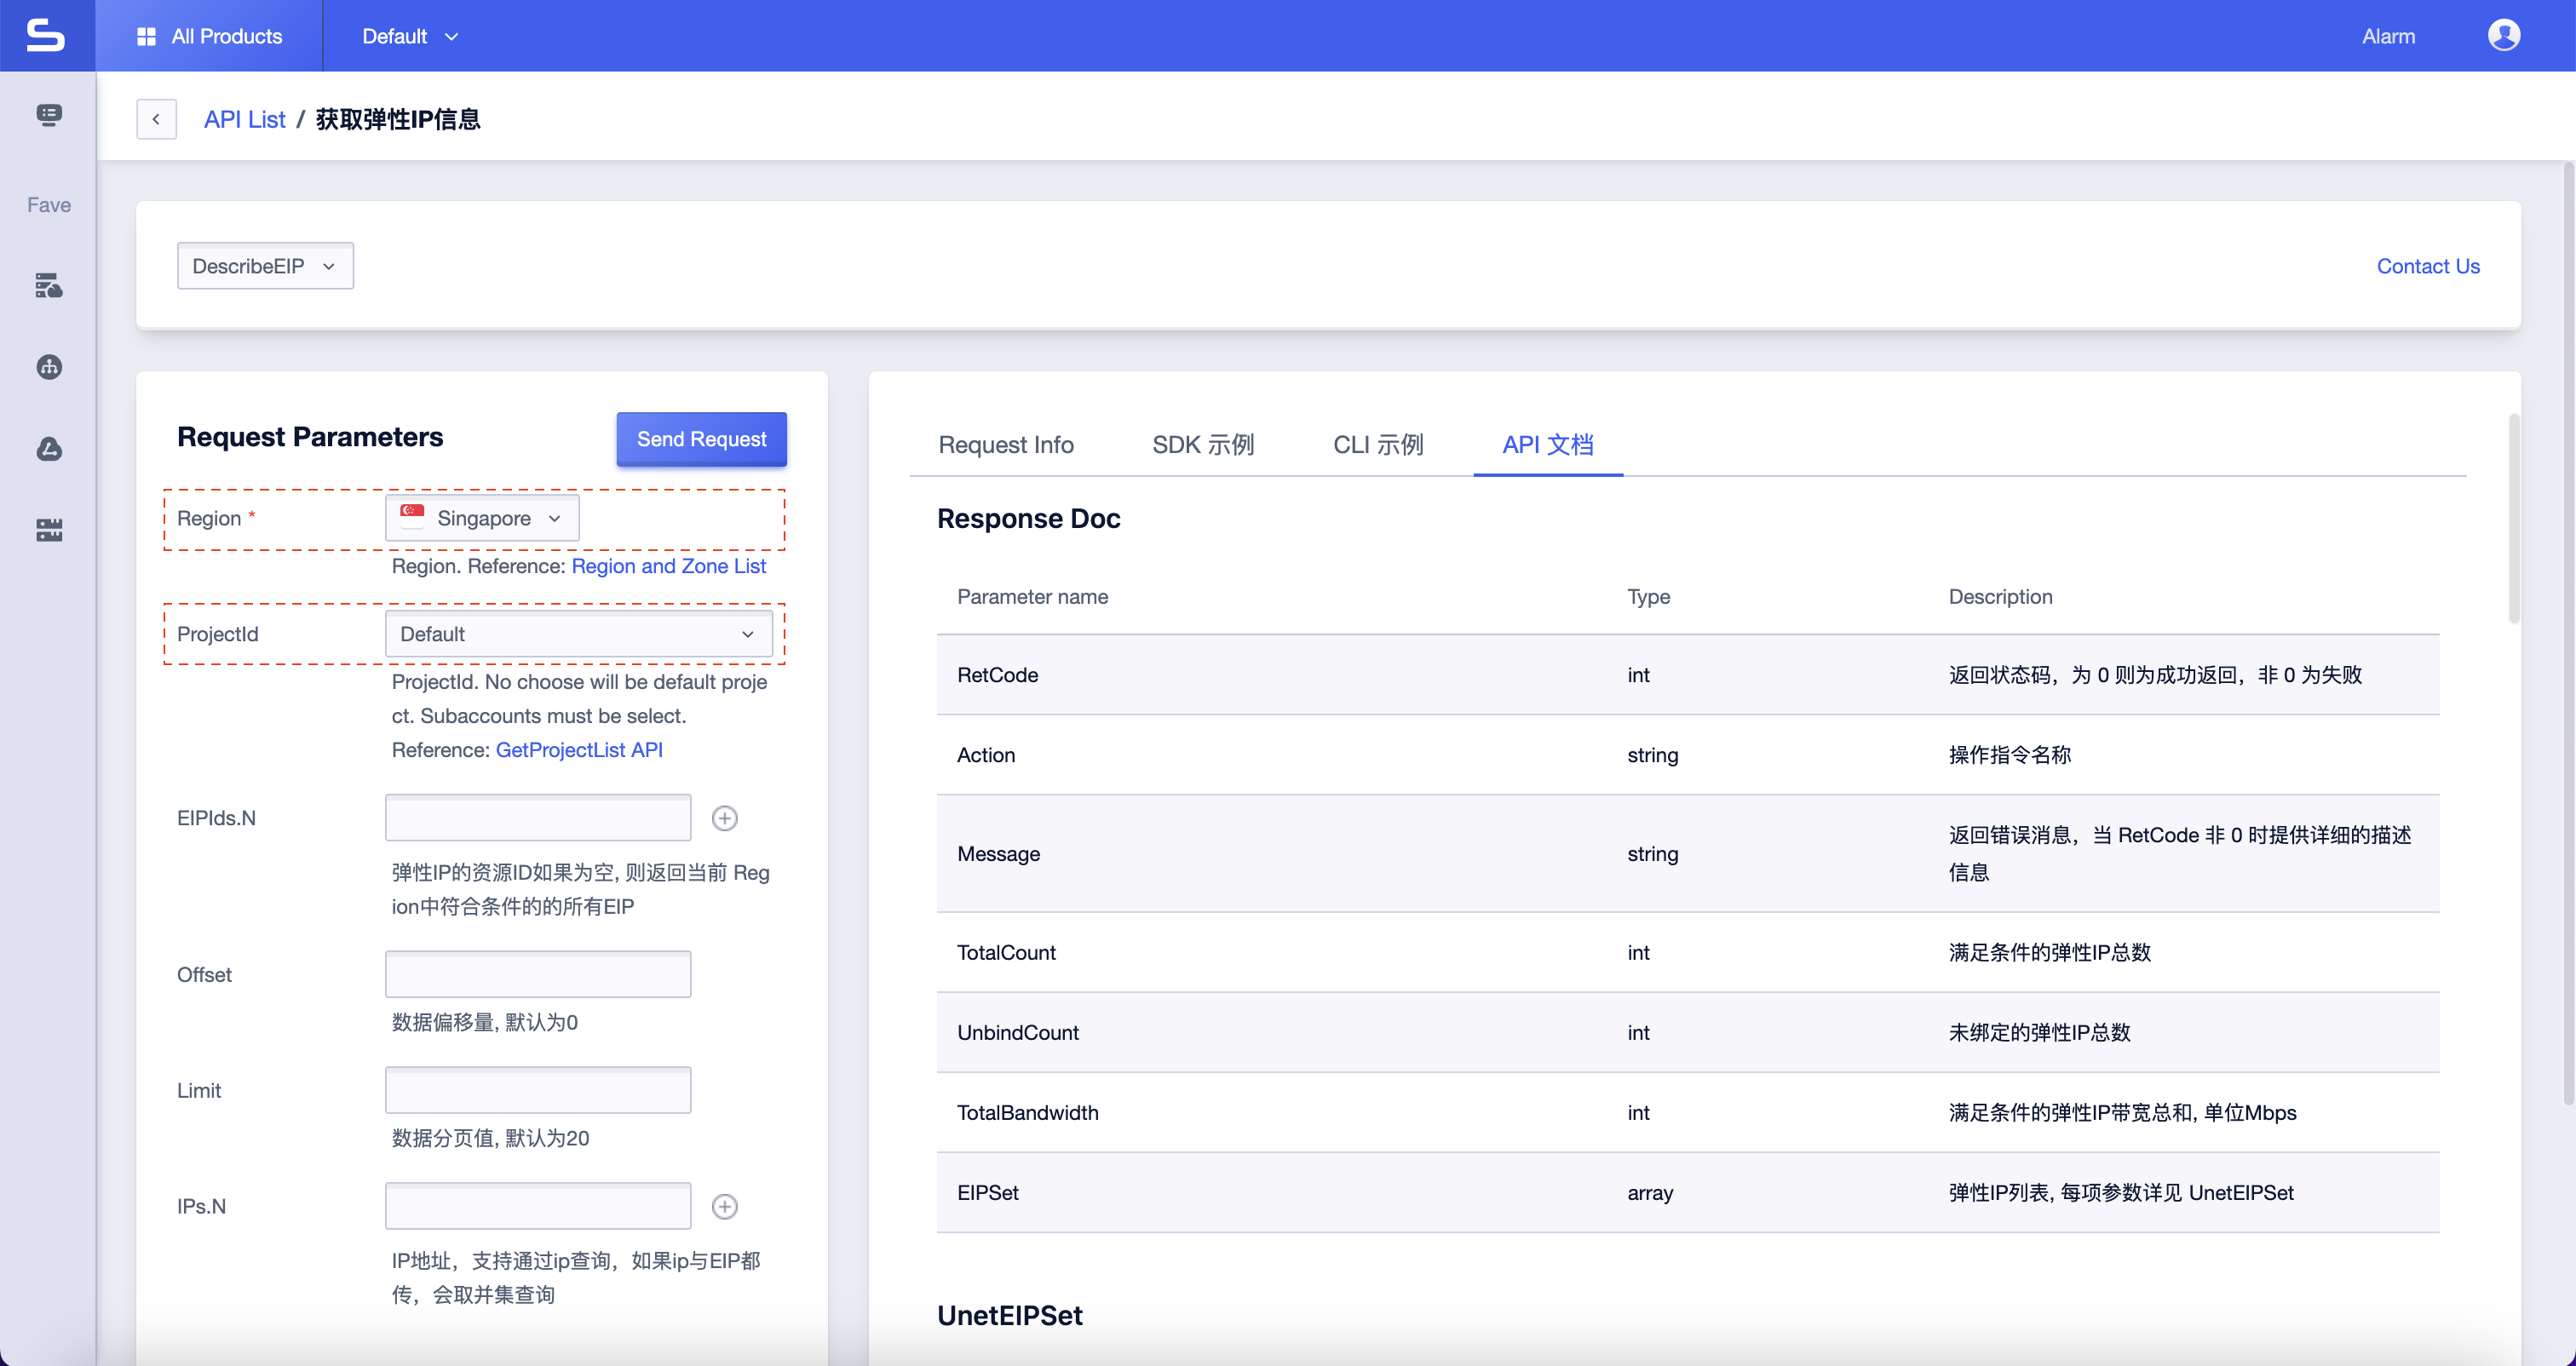 All Products
Default
Alarm
API List / 获取弹性IP信息
Fave
DescribeEIP
Contact Us
Request Parameters
Send Request
Region *
Singapore
Region. Reference: Region and Zone List
ProjectId
Default
ProjectId. No choose will be default proje
ct. Subaccounts must be select.
Reference: GetProjectList API
EIPIds.N
弹性IP的资源ID如果为空, 则返回当前 Reg
ion中符合条件的的所有EIP
Offset
数据偏移量, 默认为0
Limit
数据分页值, 默认为20
IPs.N
IP地址，支持通过ip查询，如果ip与EIP都
传，会取并集查询
Request Info
SDK 示例
CLI 示例
API 文档
Response Doc
Parameter name
Type
Description
RetCode
int
返回状态码，为 0 则为成功返回，非 0 为失败
Action
string
操作指令名称
Message
string
返回错误消息，当 RetCode 非 0 时提供详细的描述
信息
TotalCount
int
满足条件的弹性IP总数
UnbindCount
int
未绑定的弹性IP总数
TotalBandwidth
int
满足条件的弹性IP带宽总和, 单位Mbps
EIPSet
array
弹性IP列表, 每项参数详见 UnetEIPSet
UnetEIPSet